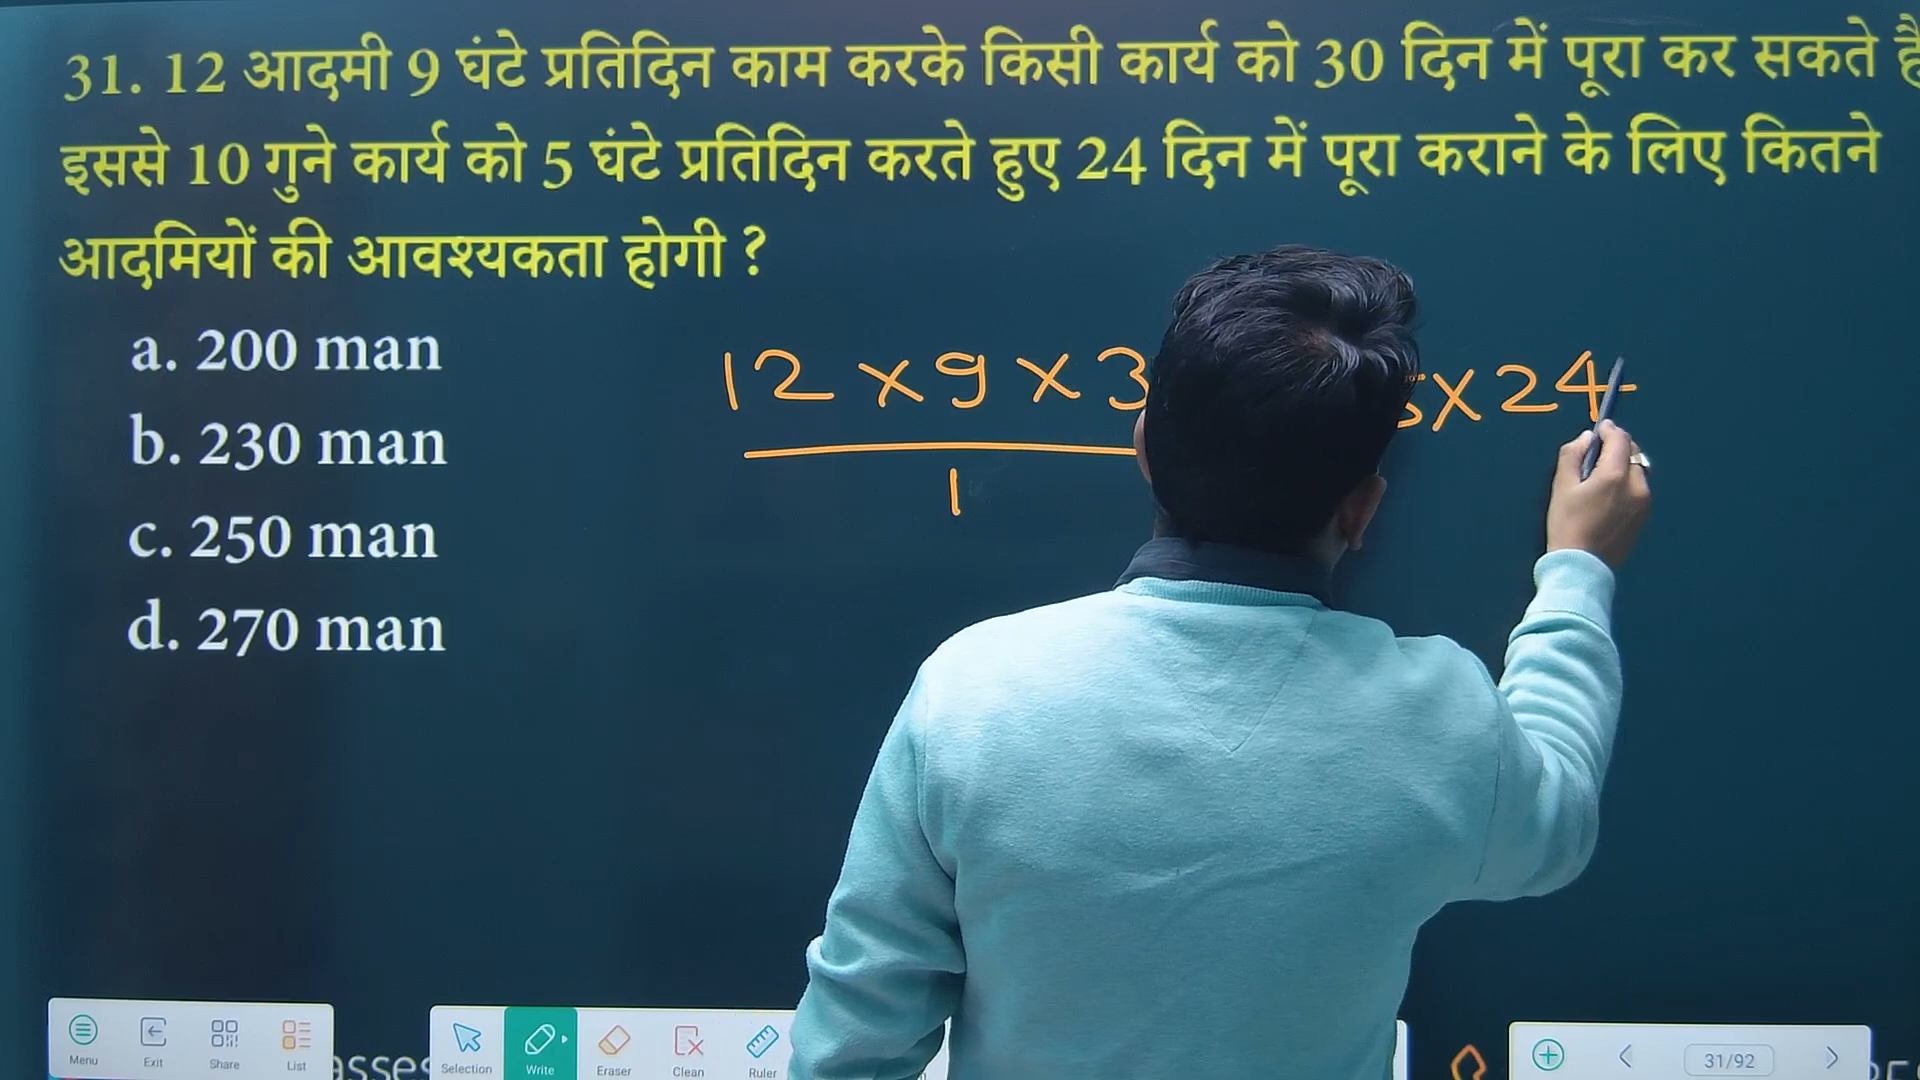 31. 12 आदमी 9 घंटे प्रतिदिन काम करके किसी कार्य को 30 दिन में पूरा कर सकते है
इससे 10 गुने कार्य को 5 घंटे प्रतिदिन करते हुए 24 दिन में पूरा कराने के लिए कितने
आदमियों की आवश्यकता होगी ?
a. 200 man
b. 230 man
c. 250 man
d. 270 man
12 × 9 × 3
1
5 × 24
Menu Exit Share List
Selection Write Eraser Clean Ruler
31/92